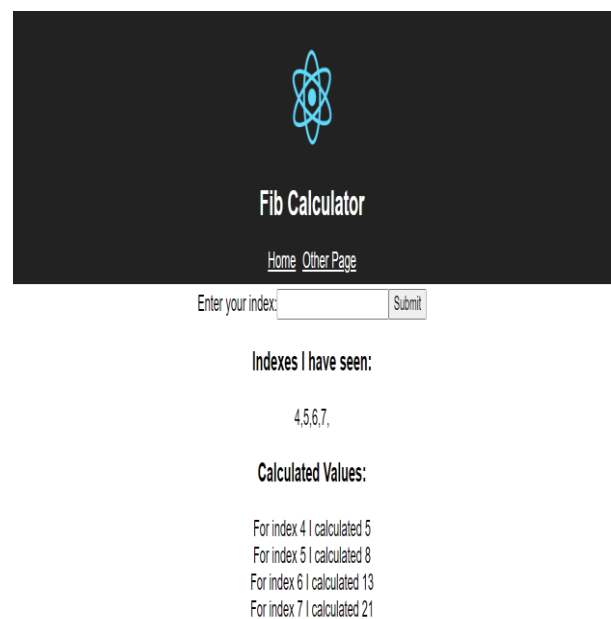 Fib Calculator
Home Other Page
Enter your index: Submit
Indexes I have seen:
4,5,6,7,
Calculated Values:
For index 4 I calculated 5
For index 5 I calculated 8
For index 6 I calculated 13
For index 7 I calculated 21